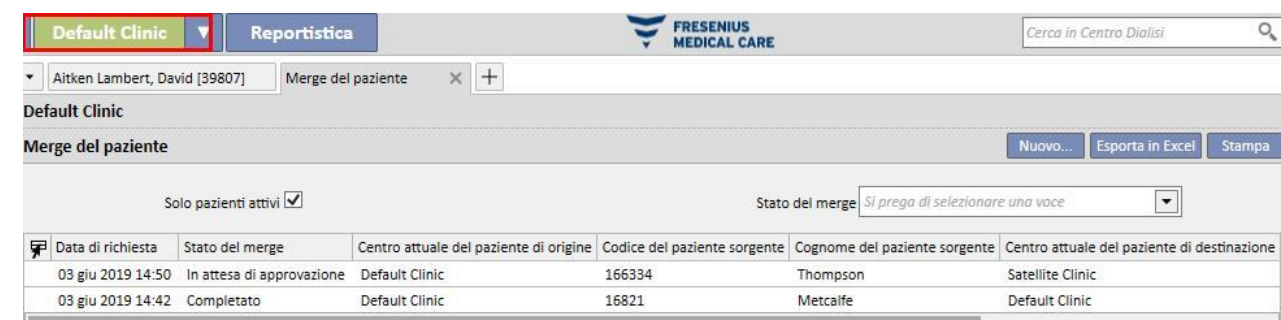 Default Clinic ▼ Reportistica FRESENIUS MEDICAL CARE Cerca in Centro Dialisi
Aitken Lambert, David [39807] Merge del paziente × +
Default Clinic
Merge del paziente Nuovo... Esporta in Excel Stampa
Solo pazienti attivi Stato del merge Si prega di selezionare una voce
Data di richiesta Stato del merge Centro attuale del paziente di origine Codice del paziente sorgente Cognome del paziente sorgente Centro attuale del paziente di destinazione
03 giu 2019 14:50 In attesa di approvazione Default Clinic 166334 Thompson Satellite Clinic
03 giu 2019 14:42 Completato Default Clinic 16821 Metcalfe Default Clinic